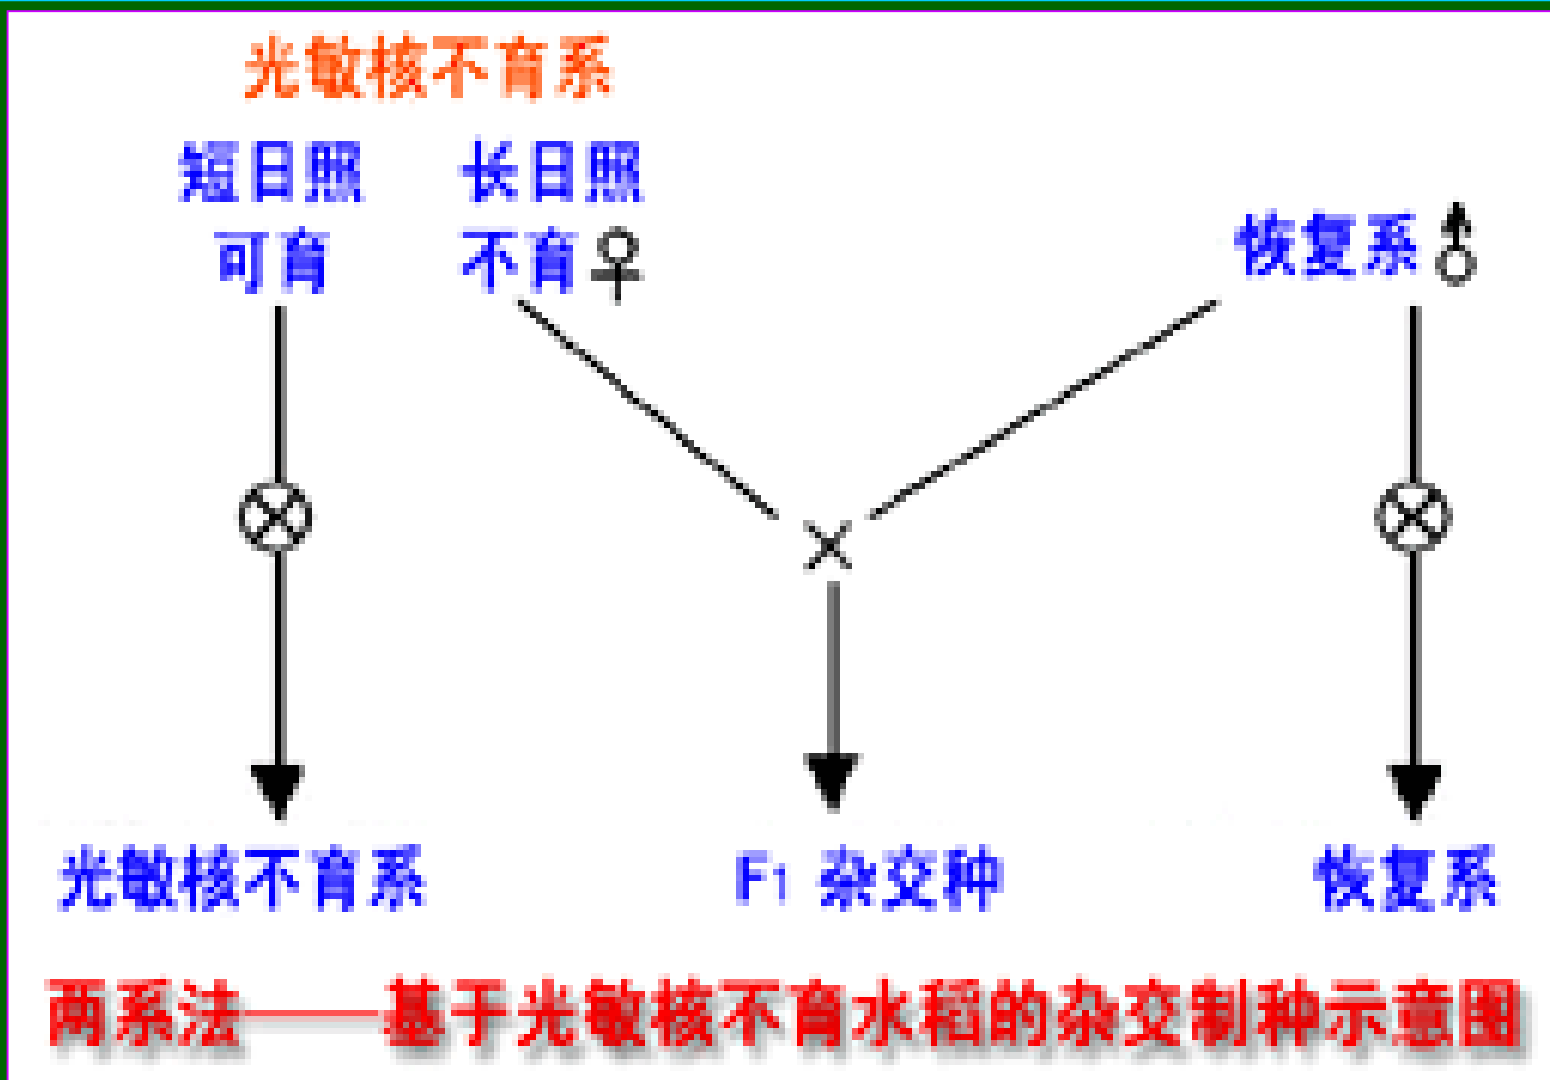 光敏核不育系
短日照 长日照
可育 不育♀
恢复系♂
×
光敏核不育系 F1 杂交种 恢复系
两系法——基于光敏核不育水稻的杂交制种示意图